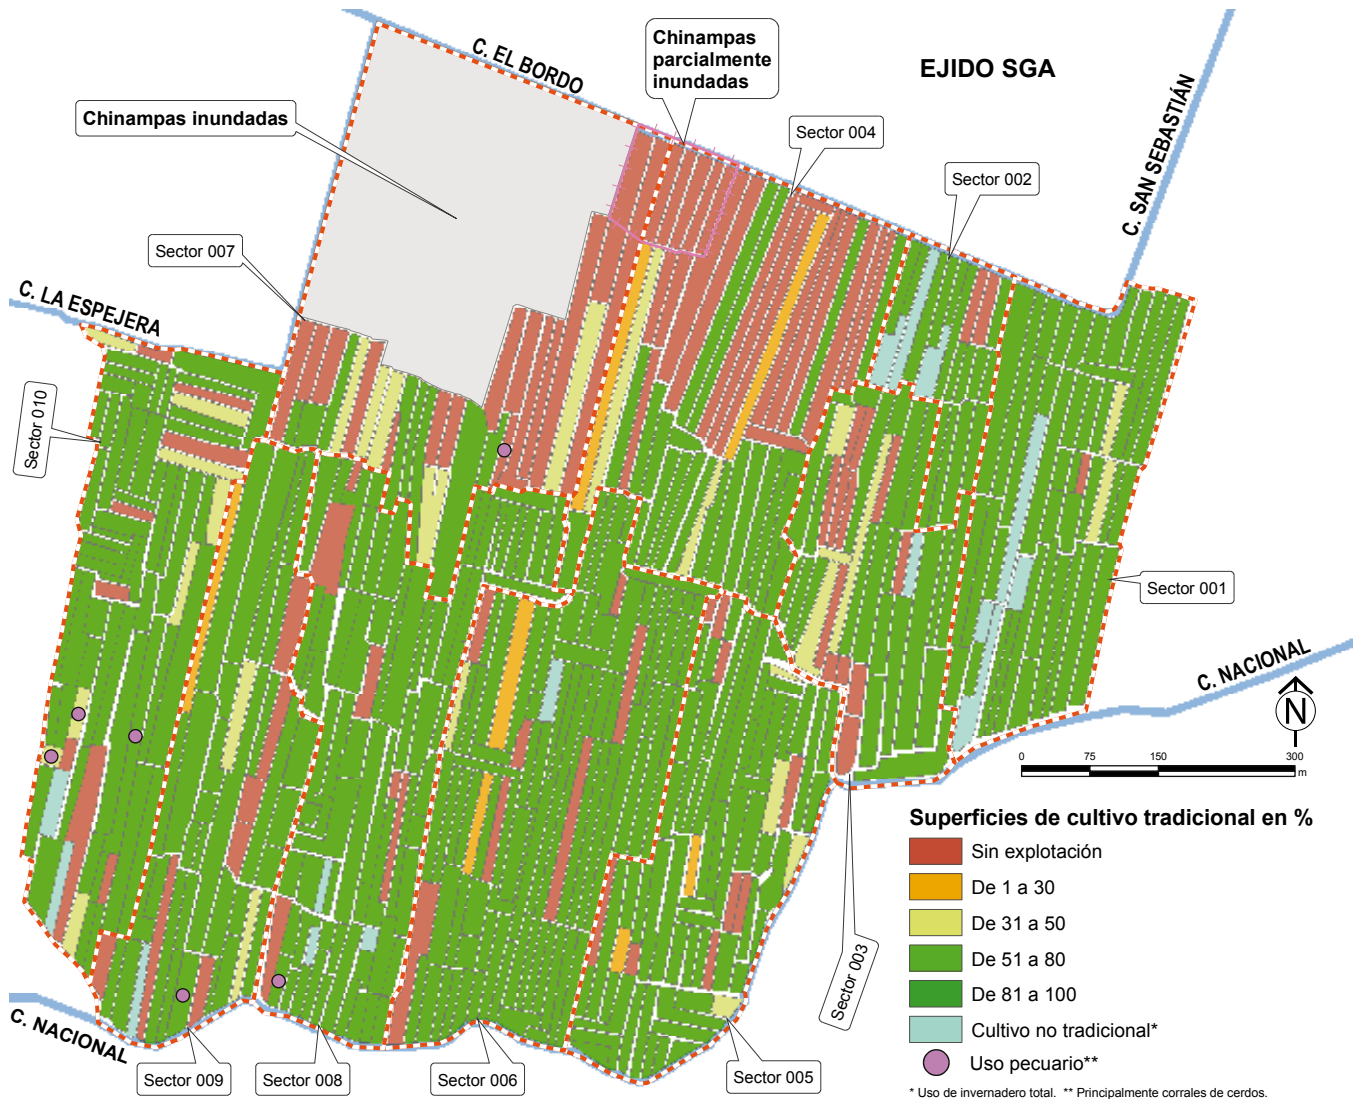 C. EL BORDO
Chinampas
parcialmente
inundadas
EJIDO SGA
C. SAN SEBASTIÁN
Chinampas inundadas
Sector 004
Sector 002
Sector 007
C. LA ESPEJERA
Sector 010
Sector 001
C. NACIONAL
N
0 75 150 300
m
Superficies de cultivo tradicional en %
Sin explotación
De 1 a 30
De 31 a 50
De 51 a 80
De 81 a 100
Cultivo no tradicional*
Uso pecuario**
* Uso de invernadero total. ** Principalmente corrales de cerdos.
Sector 003
C. NACIONAL
Sector 009
Sector 008
Sector 006
Sector 005